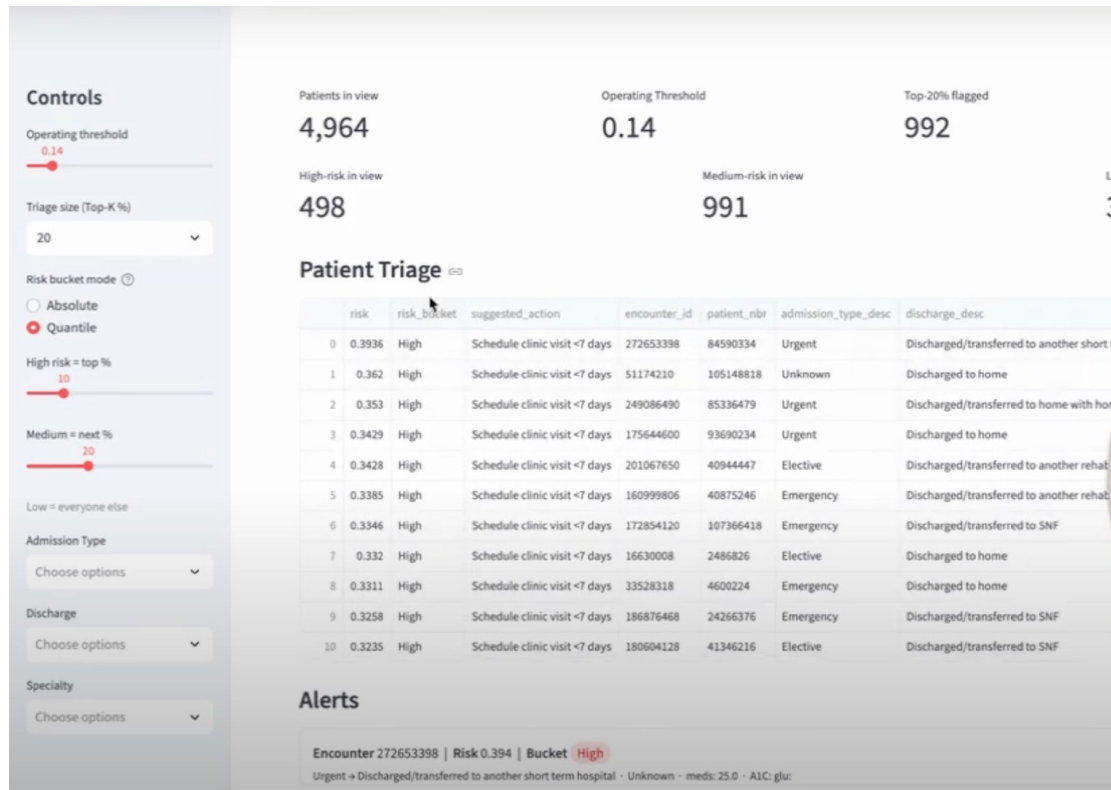 Controls
Operating threshold
0.14
Triage size (Top-K %)
20
Risk bucket mode
Absolute
Quantile
High risk = top %
10
Medium = next %
20
Low = everyone else
Admission Type
Choose options
Discharge
Choose options
Specialty
Choose options
Patients in view Operating Threshold Top-20% flagged
4,964 0.14 992
High-risk in view Medium-risk in view
498 991
Patient Triage
risk risk_bucket suggested_action encounter_id patient_nbr admission_type_desc discharge_desc
0 0.3936 High Schedule clinic visit <7 days 272653398 84590334 Urgent Discharged/transferred to another short
1 0.362 High Schedule clinic visit <7 days 51174210 105148818 Unknown Discharged to home
2 0.353 High Schedule clinic visit <7 days 249086490 85336479 Urgent Discharged/transferred to home with
3 0.3429 High Schedule clinic visit <7 days 175644600 93690234 Urgent Discharged to home
4 0.3428 High Schedule clinic visit <7 days 201067650 40944447 Elective Discharged/transferred to another rehab
5 0.3385 High Schedule clinic visit <7 days 160999806 40875246 Emergency Discharged/transferred to another rehab
6 0.3346 High Schedule clinic visit <7 days 172854120 107366418 Emergency Discharged/transferred to SNF
7 0.332 High Schedule clinic visit <7 days 16630008 2486826 Elective Discharged to home
8 0.3311 High Schedule clinic visit <7 days 33528318 4600224 Emergency Discharged to home
9 0.3258 High Schedule clinic visit <7 days 186876468 24266376 Emergency Discharged/transferred to SNF
10 0.3235 High Schedule clinic visit <7 days 180604128 41346216 Elective Discharged/transferred to SNF
Alerts
Encounter 272653398 | Risk 0.394 | Bucket High
Urgent → Discharged/transferred to another short term hospital · Unknown · meds: 25.0 · A1C: glu: